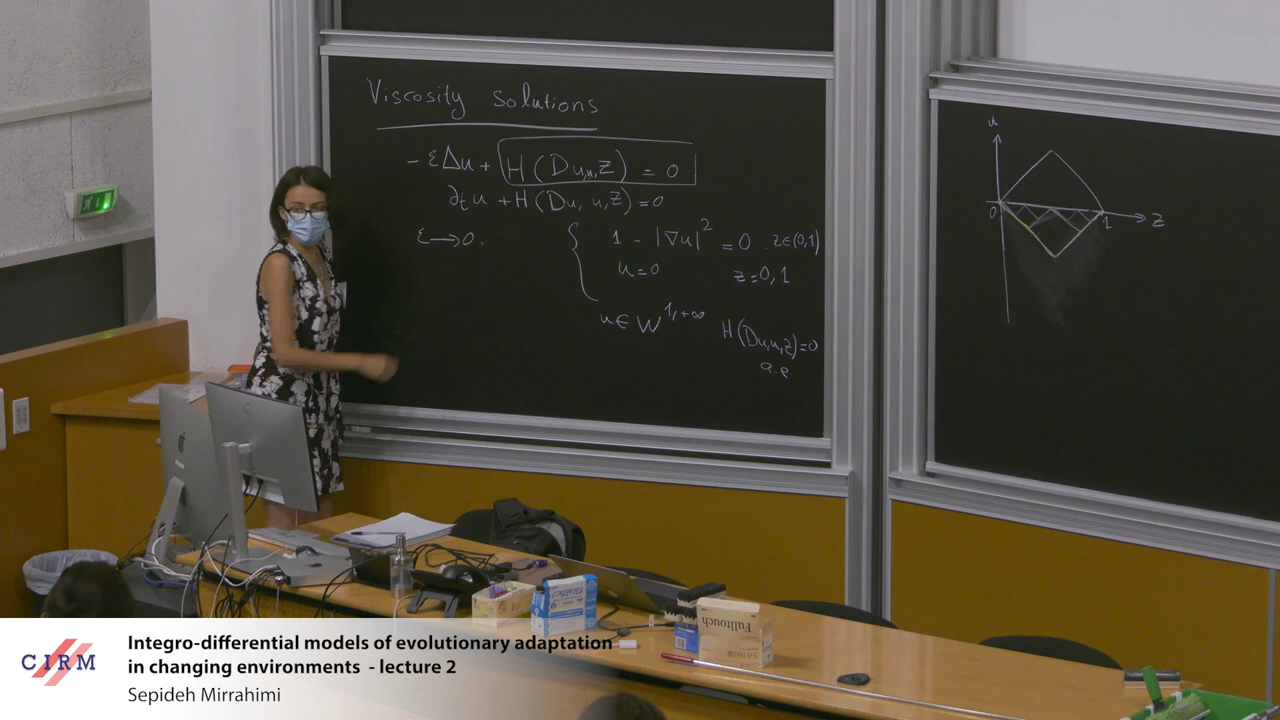 Viscosity solutions
- εΔu + H(Du,u,z) = 0
∂ₜu + H(Du, u, z) = 0
ε → 0.
1 - |∇u|² = 0 . z∈(0,1)
u = 0 z = 0, 1
u ∈ W^{1,+∞}
H(Du,u,z) = 0
a.e
u
0
1
z
Fulltouch
CIRM
Integro-differential models of evolutionary adaptation
in changing environments - lecture 2
Sepideh Mirrahimi